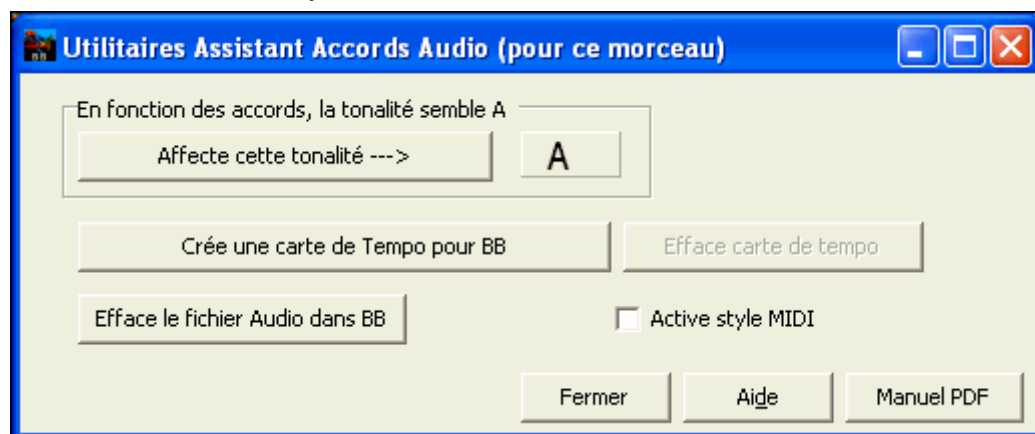 Utilitaires Assistant Accords Audio (pour ce morceau)
En fonction des accords, la tonalité semble A
Affecte cette tonalité --->
A
Crée une carte de Tempo pour BB
Efface carte de tempo
Efface le fichier Audio dans BB
Active style MIDI
Fermer
Aide
Manuel PDF